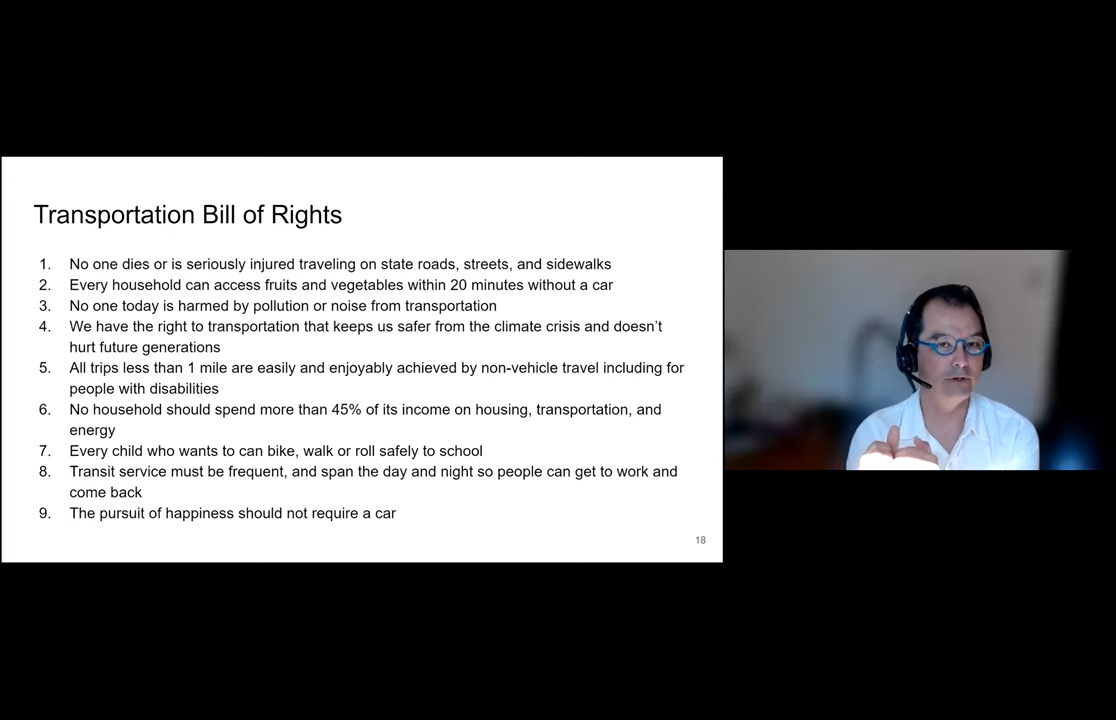 Transportation Bill of Rights
1. No one dies or is seriously injured traveling on state roads, streets, and sidewalks
2. Every household can access fruits and vegetables within 20 minutes without a car
3. No one today is harmed by pollution or noise from transportation
4. We have the right to transportation that keeps us safer from the climate crisis and doesn't
hurt future generations
5. All trips less than 1 mile are easily and enjoyably achieved by non-vehicle travel including for
people with disabilities
6. No household should spend more than 45% of its income on housing, transportation, and
energy
7. Every child who wants to can bike, walk or roll safely to school
8. Transit service must be frequent, and span the day and night so people can get to work and
come back
9. The pursuit of happiness should not require a car
18